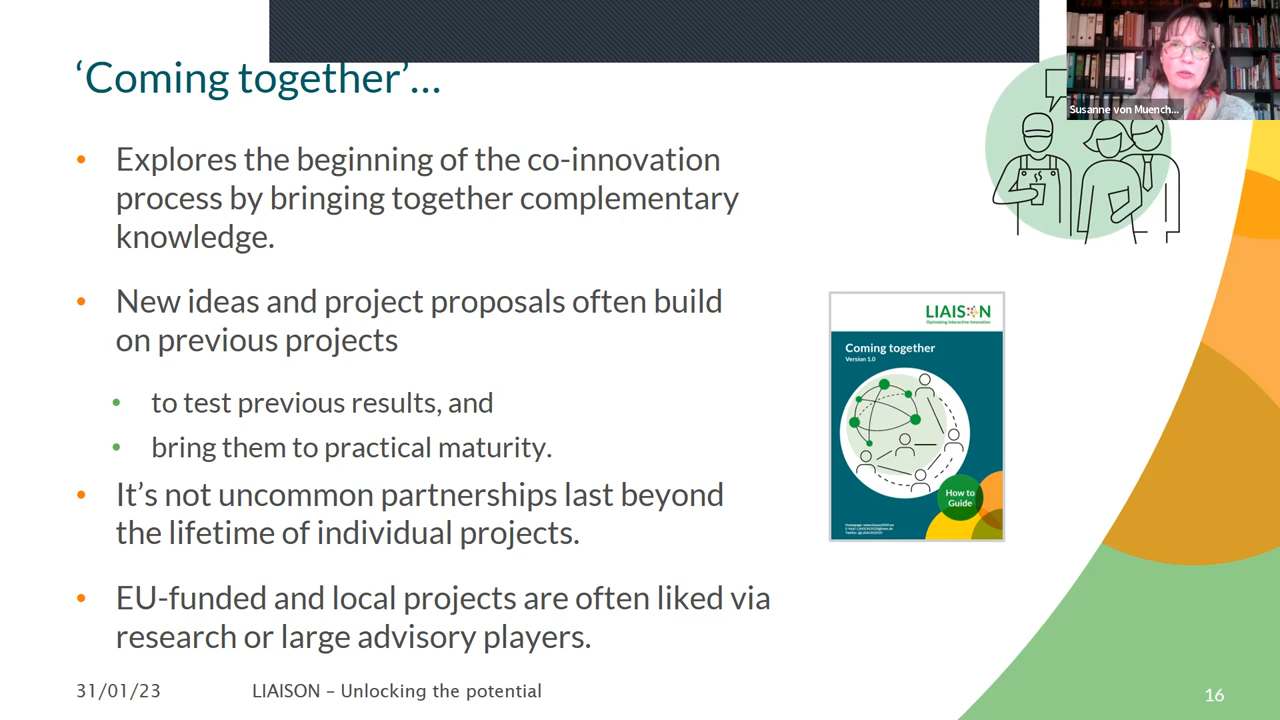 ‘Coming together’...
Susanne von Muench...
• Explores the beginning of the co-innovation
process by bringing together complementary
knowledge.
• New ideas and project proposals often build
on previous projects
• to test previous results, and
• bring them to practical maturity.
• It’s not uncommon partnerships last beyond
the lifetime of individual projects.
• EU-funded and local projects are often liked via
research or large advisory players.
LIAISON
Optimising Interactive Innovation
Coming together
Version 1.0
How to
Guide
31/01/23
LIAISON – Unlocking the potential
16